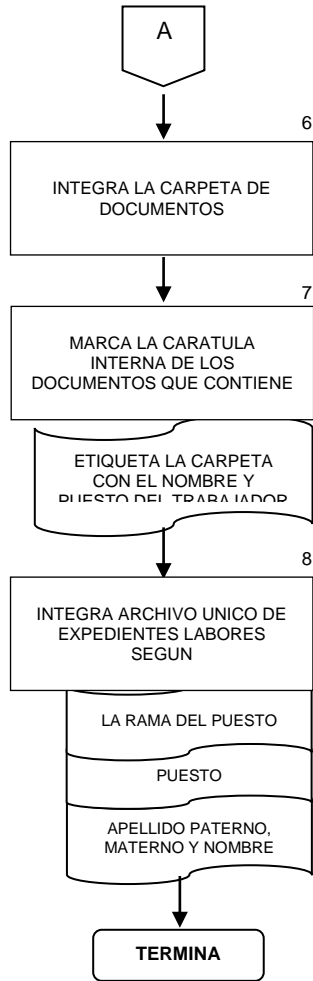 A
6
INTEGRA LA CARPETA DE
DOCUMENTOS
7
MARCA LA CARATULA
INTERNA DE LOS
DOCUMENTOS QUE CONTIENE
ETIQUETA LA CARPETA
CON EL NOMBRE Y
PUESTO DEL TRABAJADOR
8
INTEGRA ARCHIVO UNICO DE
EXPEDIENTES LABORES
SEGUN
LA RAMA DEL PUESTO
PUESTO
APELLIDO PATERNO,
MATERNO Y NOMBRE
TERMINA